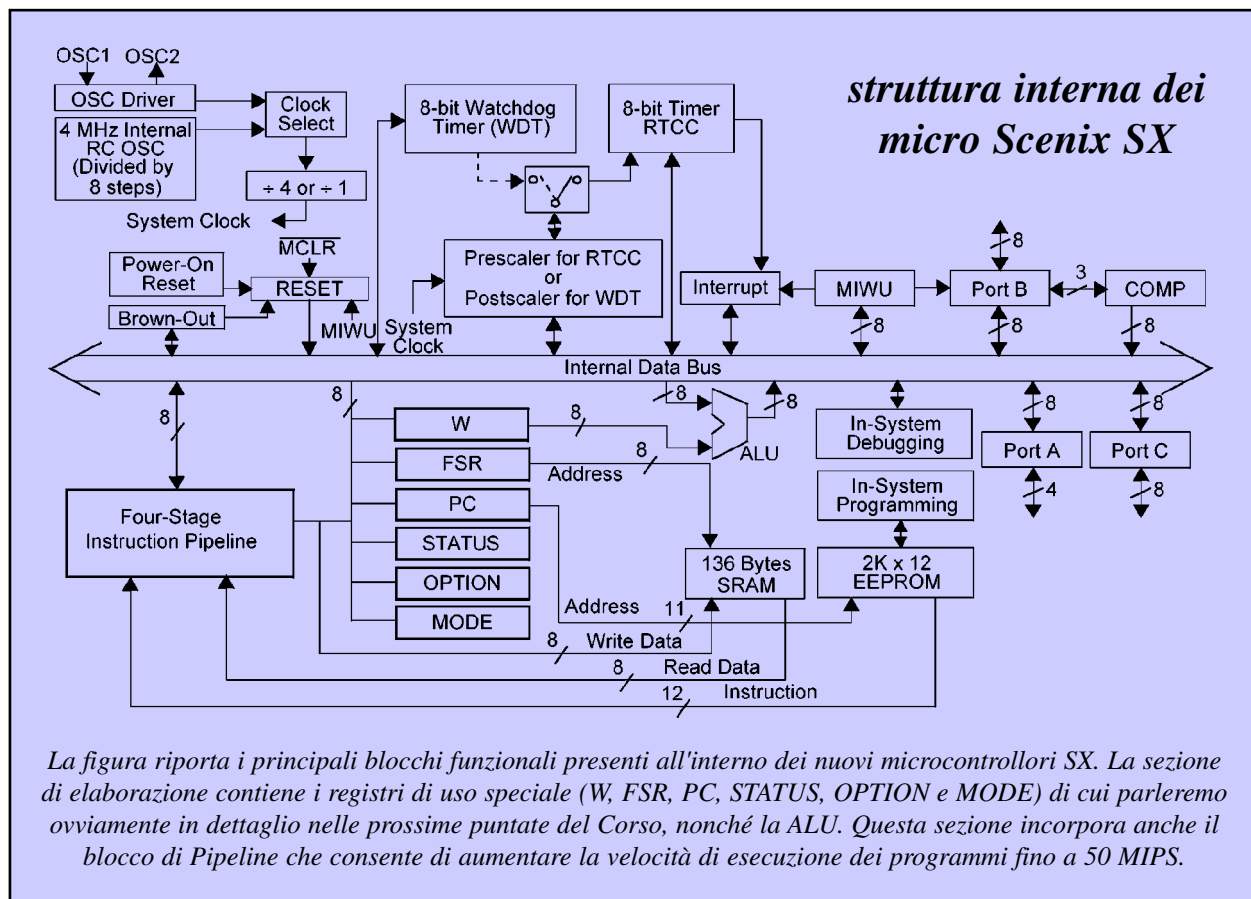 struttura interna dei
micro Scenix SX
OSC1
OSC2
OSC Driver
Clock
Select
4 MHz Internal
RC OSC
(Divided by
8 steps)
÷ 4 or ÷ 1
System Clock
8-bit Watchdog
Timer (WDT)
8-bit Timer
RTCC
MCLR
Power-On
Reset
RESET
Brown-Out
MIWU
System
Clock
Prescaler for RTCC
or
Postscaler for WDT
Interrupt
MIWU
8
Port B
8
8
3
COMP
8
Internal Data Bus
8
8
W
8
FSR
Address
8
PC
STATUS
OPTION
MODE
8
8
ALU
In-System
Debugging
8
Port A
4
8
Port C
8
In-System
Programming
Four-Stage
Instruction Pipeline
136 Bytes
SRAM
2K x 12
EEPROM
Address
11
8
Write Data
8
Read Data
12
Instruction
La figura riporta i principali blocchi funzionali presenti all'interno dei nuovi microcontrollori SX. La sezione
di elaborazione contiene i registri di uso speciale (W, FSR, PC, STATUS, OPTION e MODE) di cui parleremo
ovviamente in dettaglio nelle prossime puntate del Corso, nonché la ALU. Questa sezione incorpora anche il
blocco di Pipeline che consente di aumentare la velocità di esecuzione dei programmi fino a 50 MIPS.